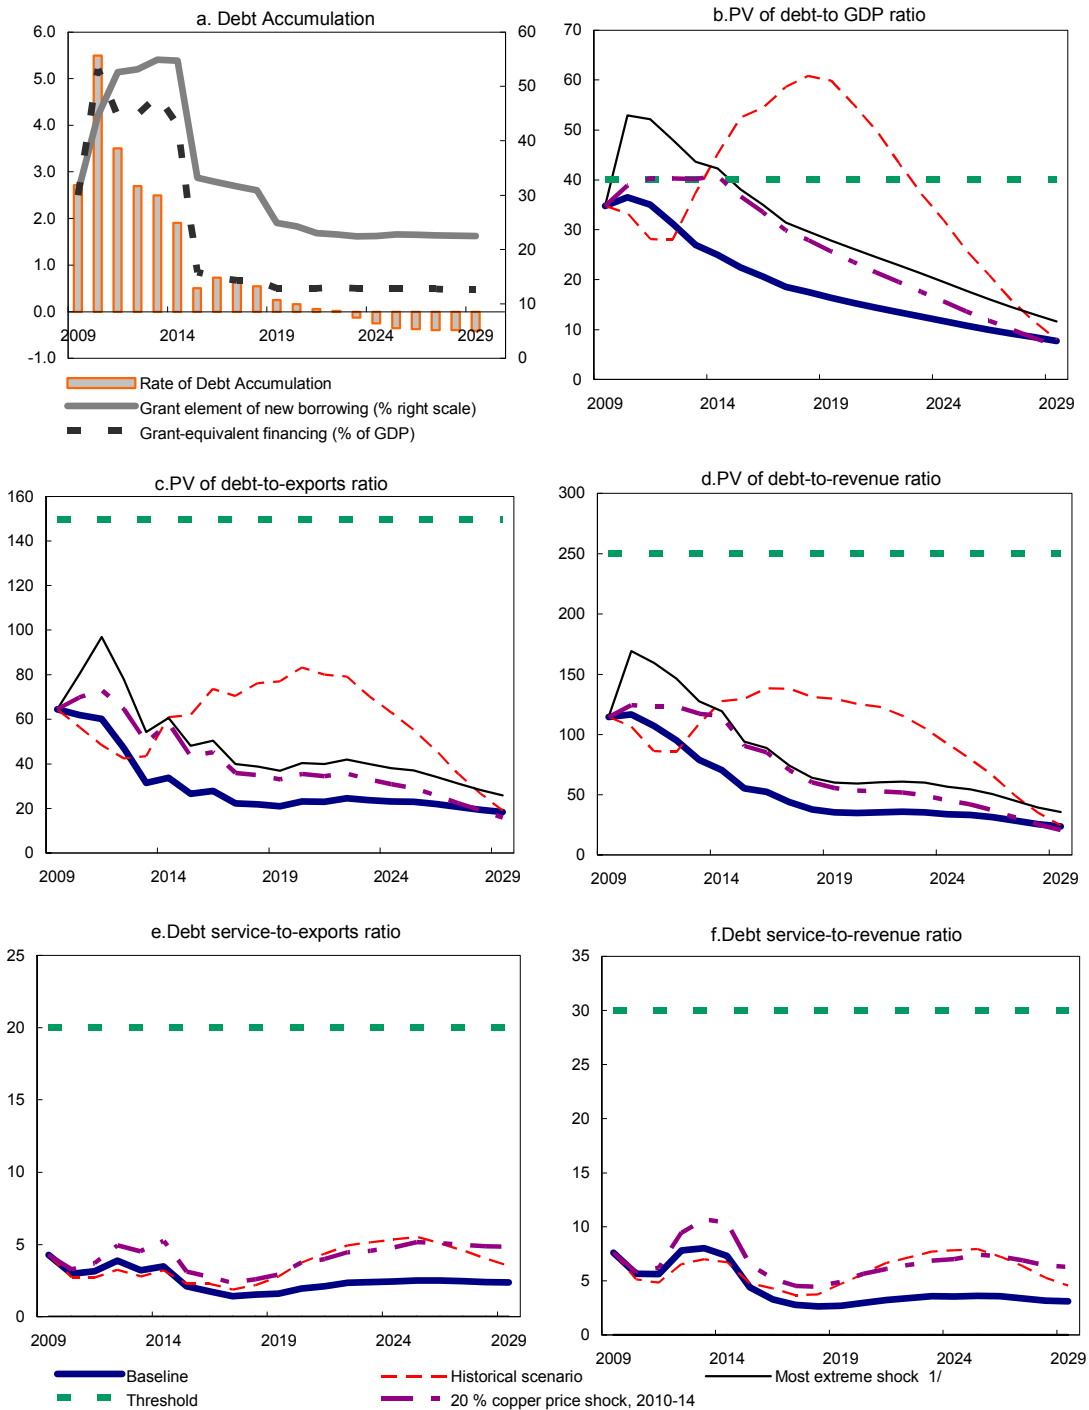 a. Debt Accumulation
6.0
5.0
4.0
3.0
2.0
1.0
0.0
-1.0
60
50
40
30
20
10
0
2009 2014 2019 2024 2029
Rate of Debt Accumulation
Grant element of new borrowing (% right scale)
Grant-equivalent financing (% of GDP)
b.PV of debt-to GDP ratio
70
60
50
40
30
20
10
0
2009 2014 2019 2024 2029
c.PV of debt-to-exports ratio
160
140
120
100
80
60
40
20
0
2009 2014 2019 2024 2029
d.PV of debt-to-revenue ratio
300
250
200
150
100
50
0
2009 2014 2019 2024 2029
e.Debt service-to-exports ratio
25
20
15
10
5
0
2009 2014 2019 2024 2029
f.Debt service-to-revenue ratio
35
30
25
20
15
10
5
0
2009 2014 2019 2024 2029
Baseline
Historical scenario
Most extreme shock 1/
Threshold
20 % copper price shock, 2010-14